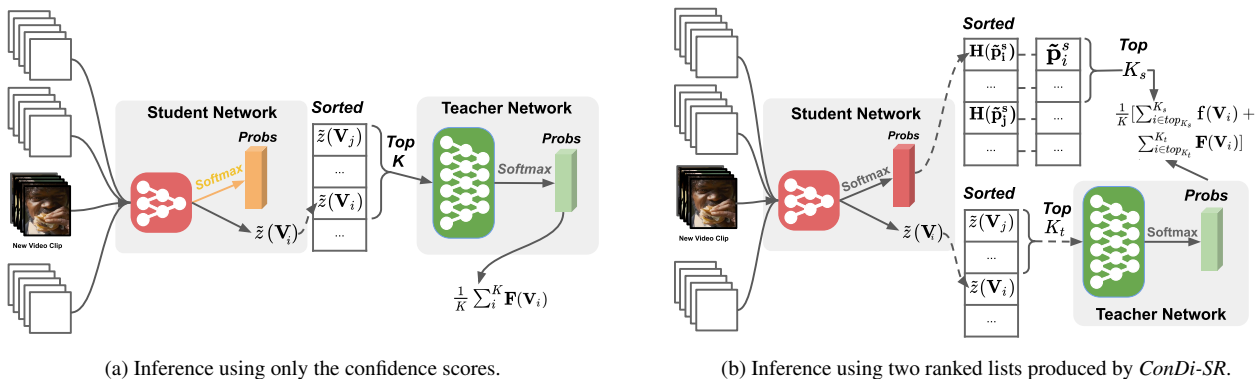 Student Network
Probs
Softmax
z̃(V_i)
New Video Clip
Sorted
z̃(V_j)
...
z̃(V_i)
...
Top
K
Teacher Network
Softmax
Probs
1/K ∑_i^K F(V_i)
(a) Inference using only the confidence scores.
Sorted
H(p̃_i^s)
...
H(p̃_j^s)
...
p̃_i^s
...
...
...
Top
K_s
1/K [∑_{i∈top_{K_s}}^{K_s} f(V_i) +
∑_{i∈top_{K_t}}^{K_t} F(V_i)]
Student Network
Probs
Softmax
z̃(V_i)
New Video Clip
Sorted
z̃(V_j)
...
z̃(V_i)
...
Top
K_t
Probs
Softmax
Teacher Network
(b) Inference using two ranked lists produced by ConDi-SR.